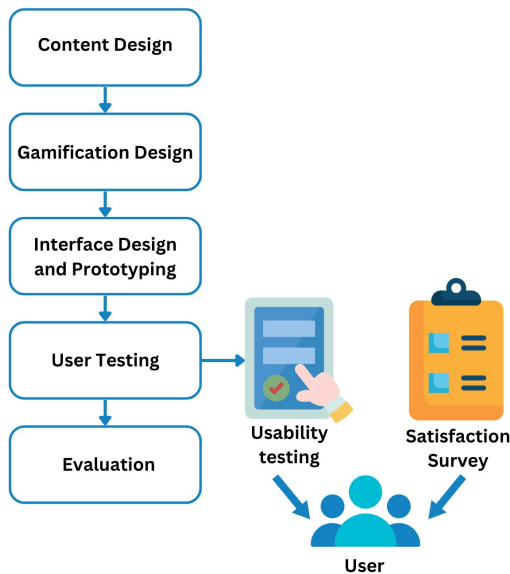 Content Design
Gamification Design
Interface Design
and Prototyping
User Testing
Evaluation
Usability
testing
Satisfaction
Survey
User